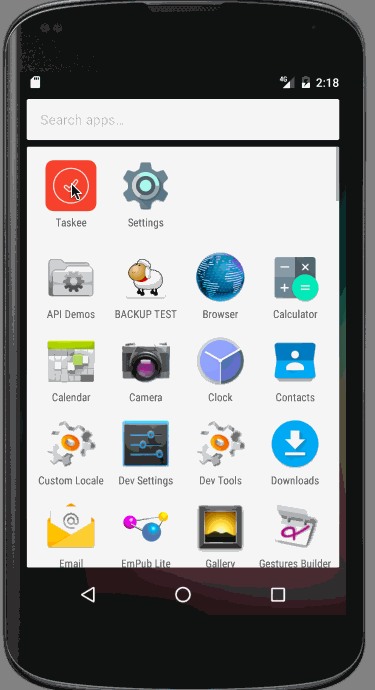 4G 2:18
Search apps...
Taskee Settings
API Demos BACKUP TEST Browser Calculator
Calendar Camera Clock Contacts
Custom Locale Dev Settings Dev Tools Downloads
Email EmPub Lite Gallery Gestures Builder